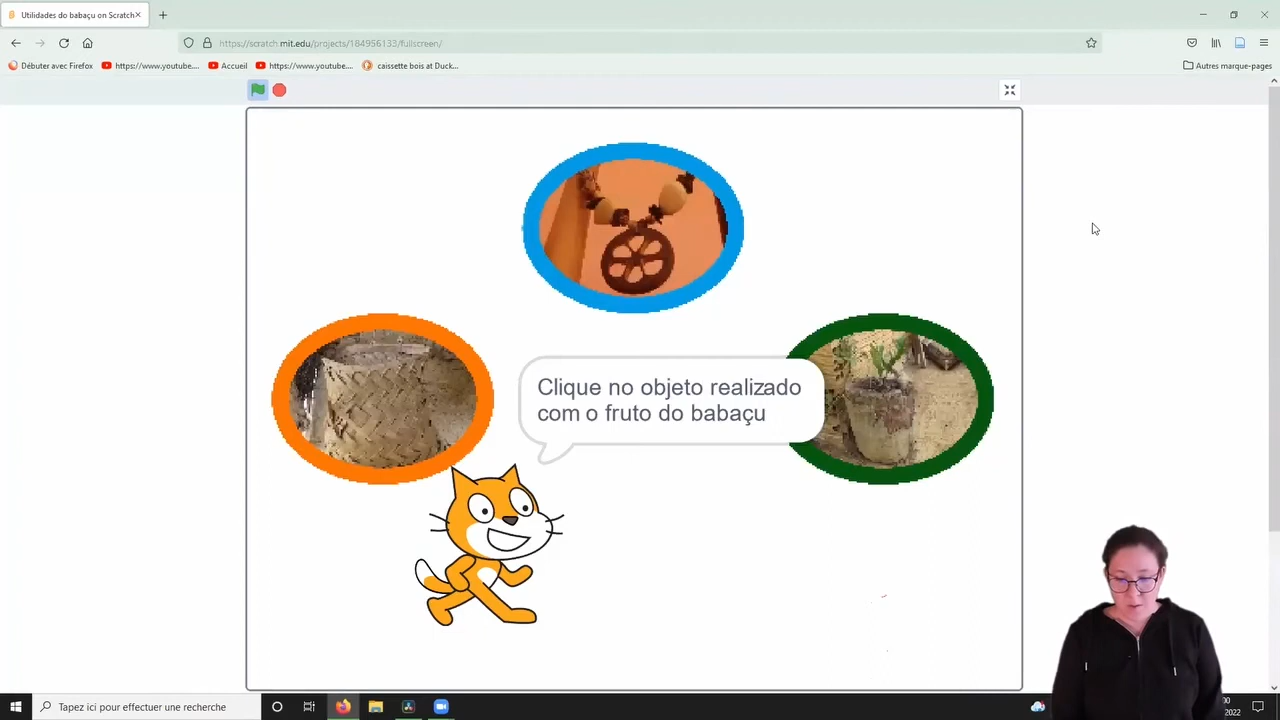 Utilidades do babaçu on Scratch
https://scratch.mit.edu/projects/184956133/fullscreen/
Débuter avec Firefox
https://www.youtube....
Accueil
https://www.youtube....
caissette bois at Duck...
Autres marque-pages
Clique no objeto realizado
com o fruto do babaçu
Tapez ici pour effectuer une recherche
2022